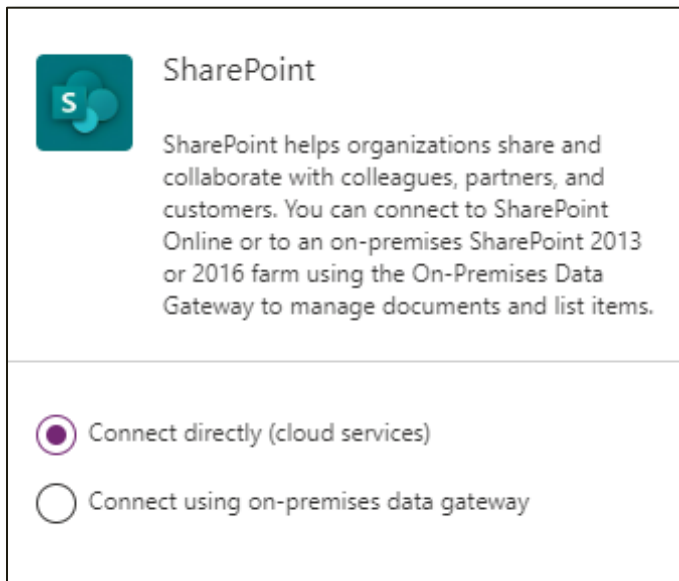 SharePoint
S
SharePoint helps organizations share and
collaborate with colleagues, partners, and
customers. You can connect to SharePoint
Online or to an on-premises SharePoint 2013
or 2016 farm using the On-Premises Data
Gateway to manage documents and list items.
Connect directly (cloud services)
Connect using on-premises data gateway